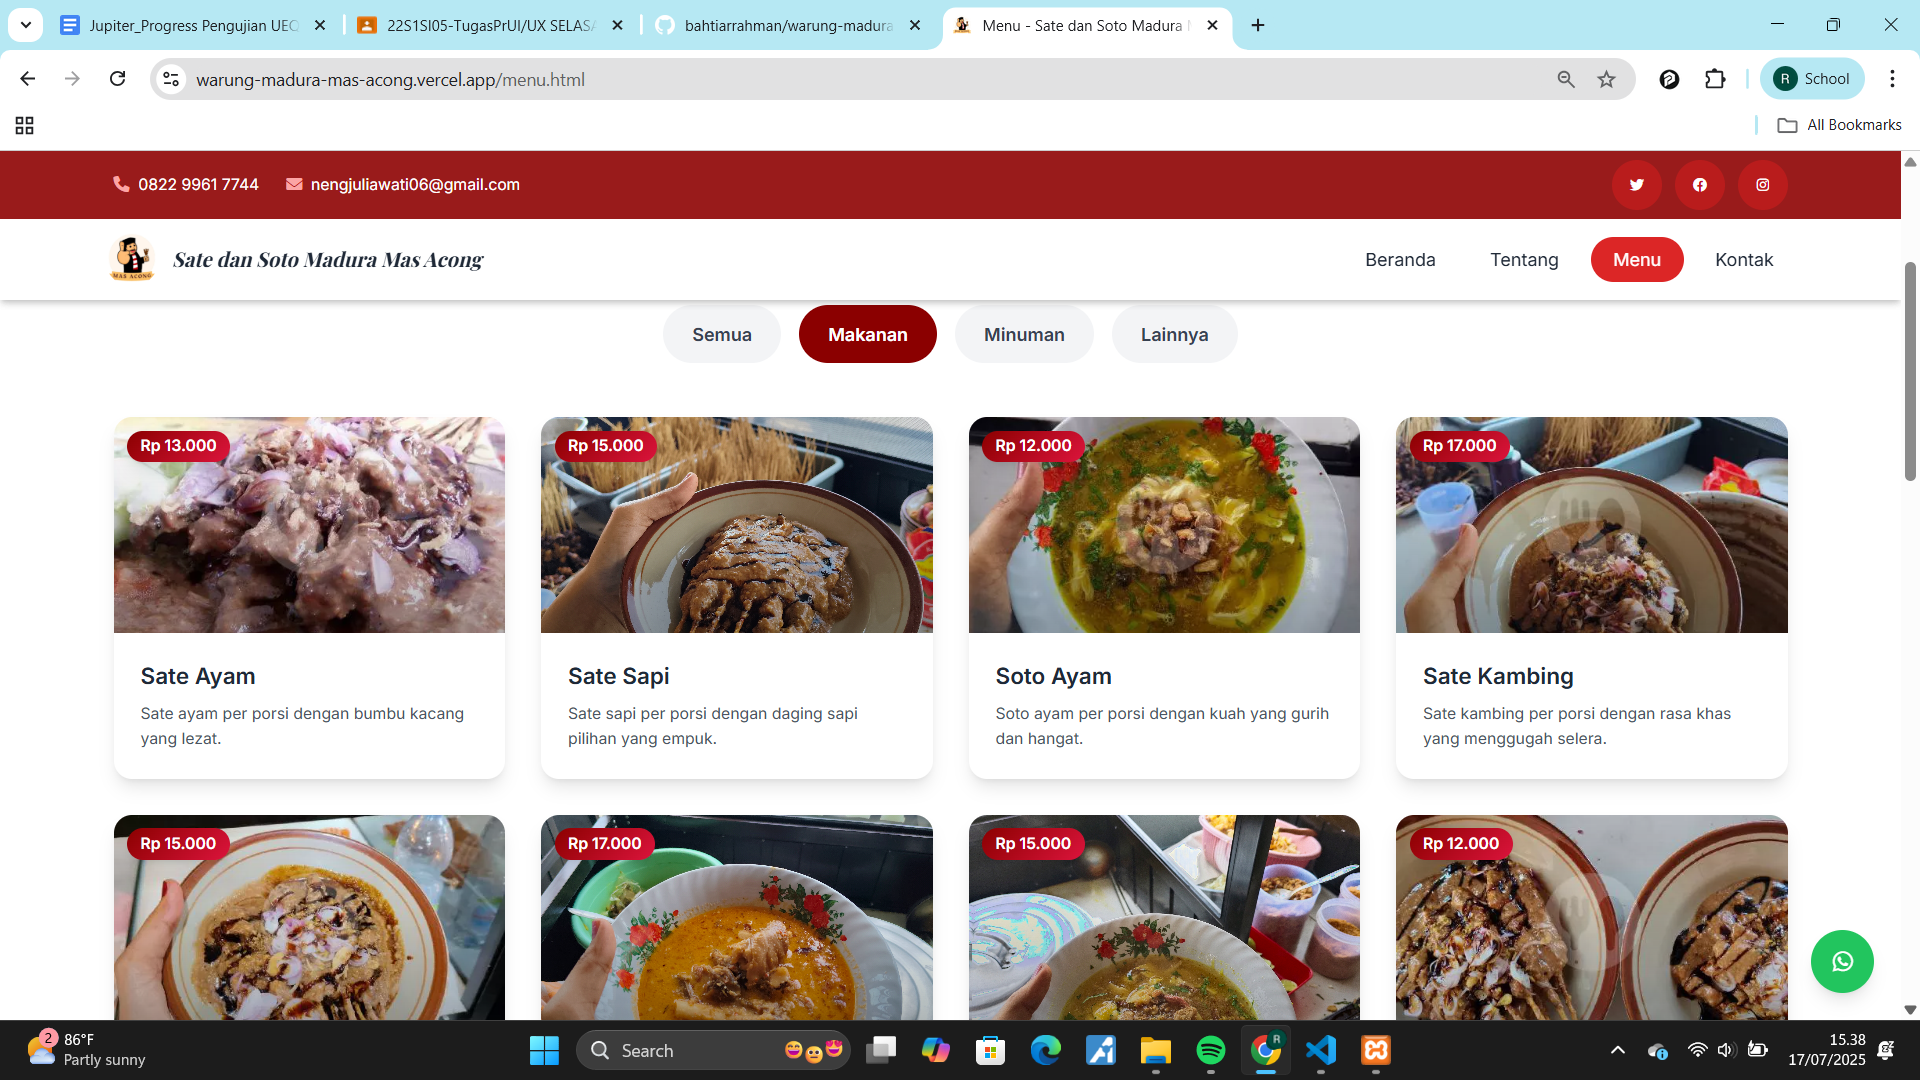 Jupiter_Progress Pengujian UEQ
22S1SI05-TugasPrUI/UX SELASA
bahtiarrahman/warung-madura
Menu - Sate dan Soto Madura
warung-madura-mas-acong.vercel.app/menu.html
R School
All Bookmarks
0822 9961 7744 nengjuliawati06@gmail.com
MAS ACONG
Sate dan Soto Madura Mas Acong
Beranda Tentang Menu Kontak
Semua Makanan Minuman Lainnya
Rp 13.000 Rp 15.000 Rp 12.000 Rp 17.000
Sate Ayam
Sate ayam per porsi dengan bumbu kacang
yang lezat.
Sate Sapi
Sate sapi per porsi dengan daging sapi
pilihan yang empuk.
Soto Ayam
Soto ayam per porsi dengan kuah yang gurih
dan hangat.
Sate Kambing
Sate kambing per porsi dengan rasa khas
yang menggugah selera.
Rp 15.000 Rp 17.000 Rp 15.000 Rp 12.000
2
86°F
Partly sunny
Search
R
15.38
17/07/2025